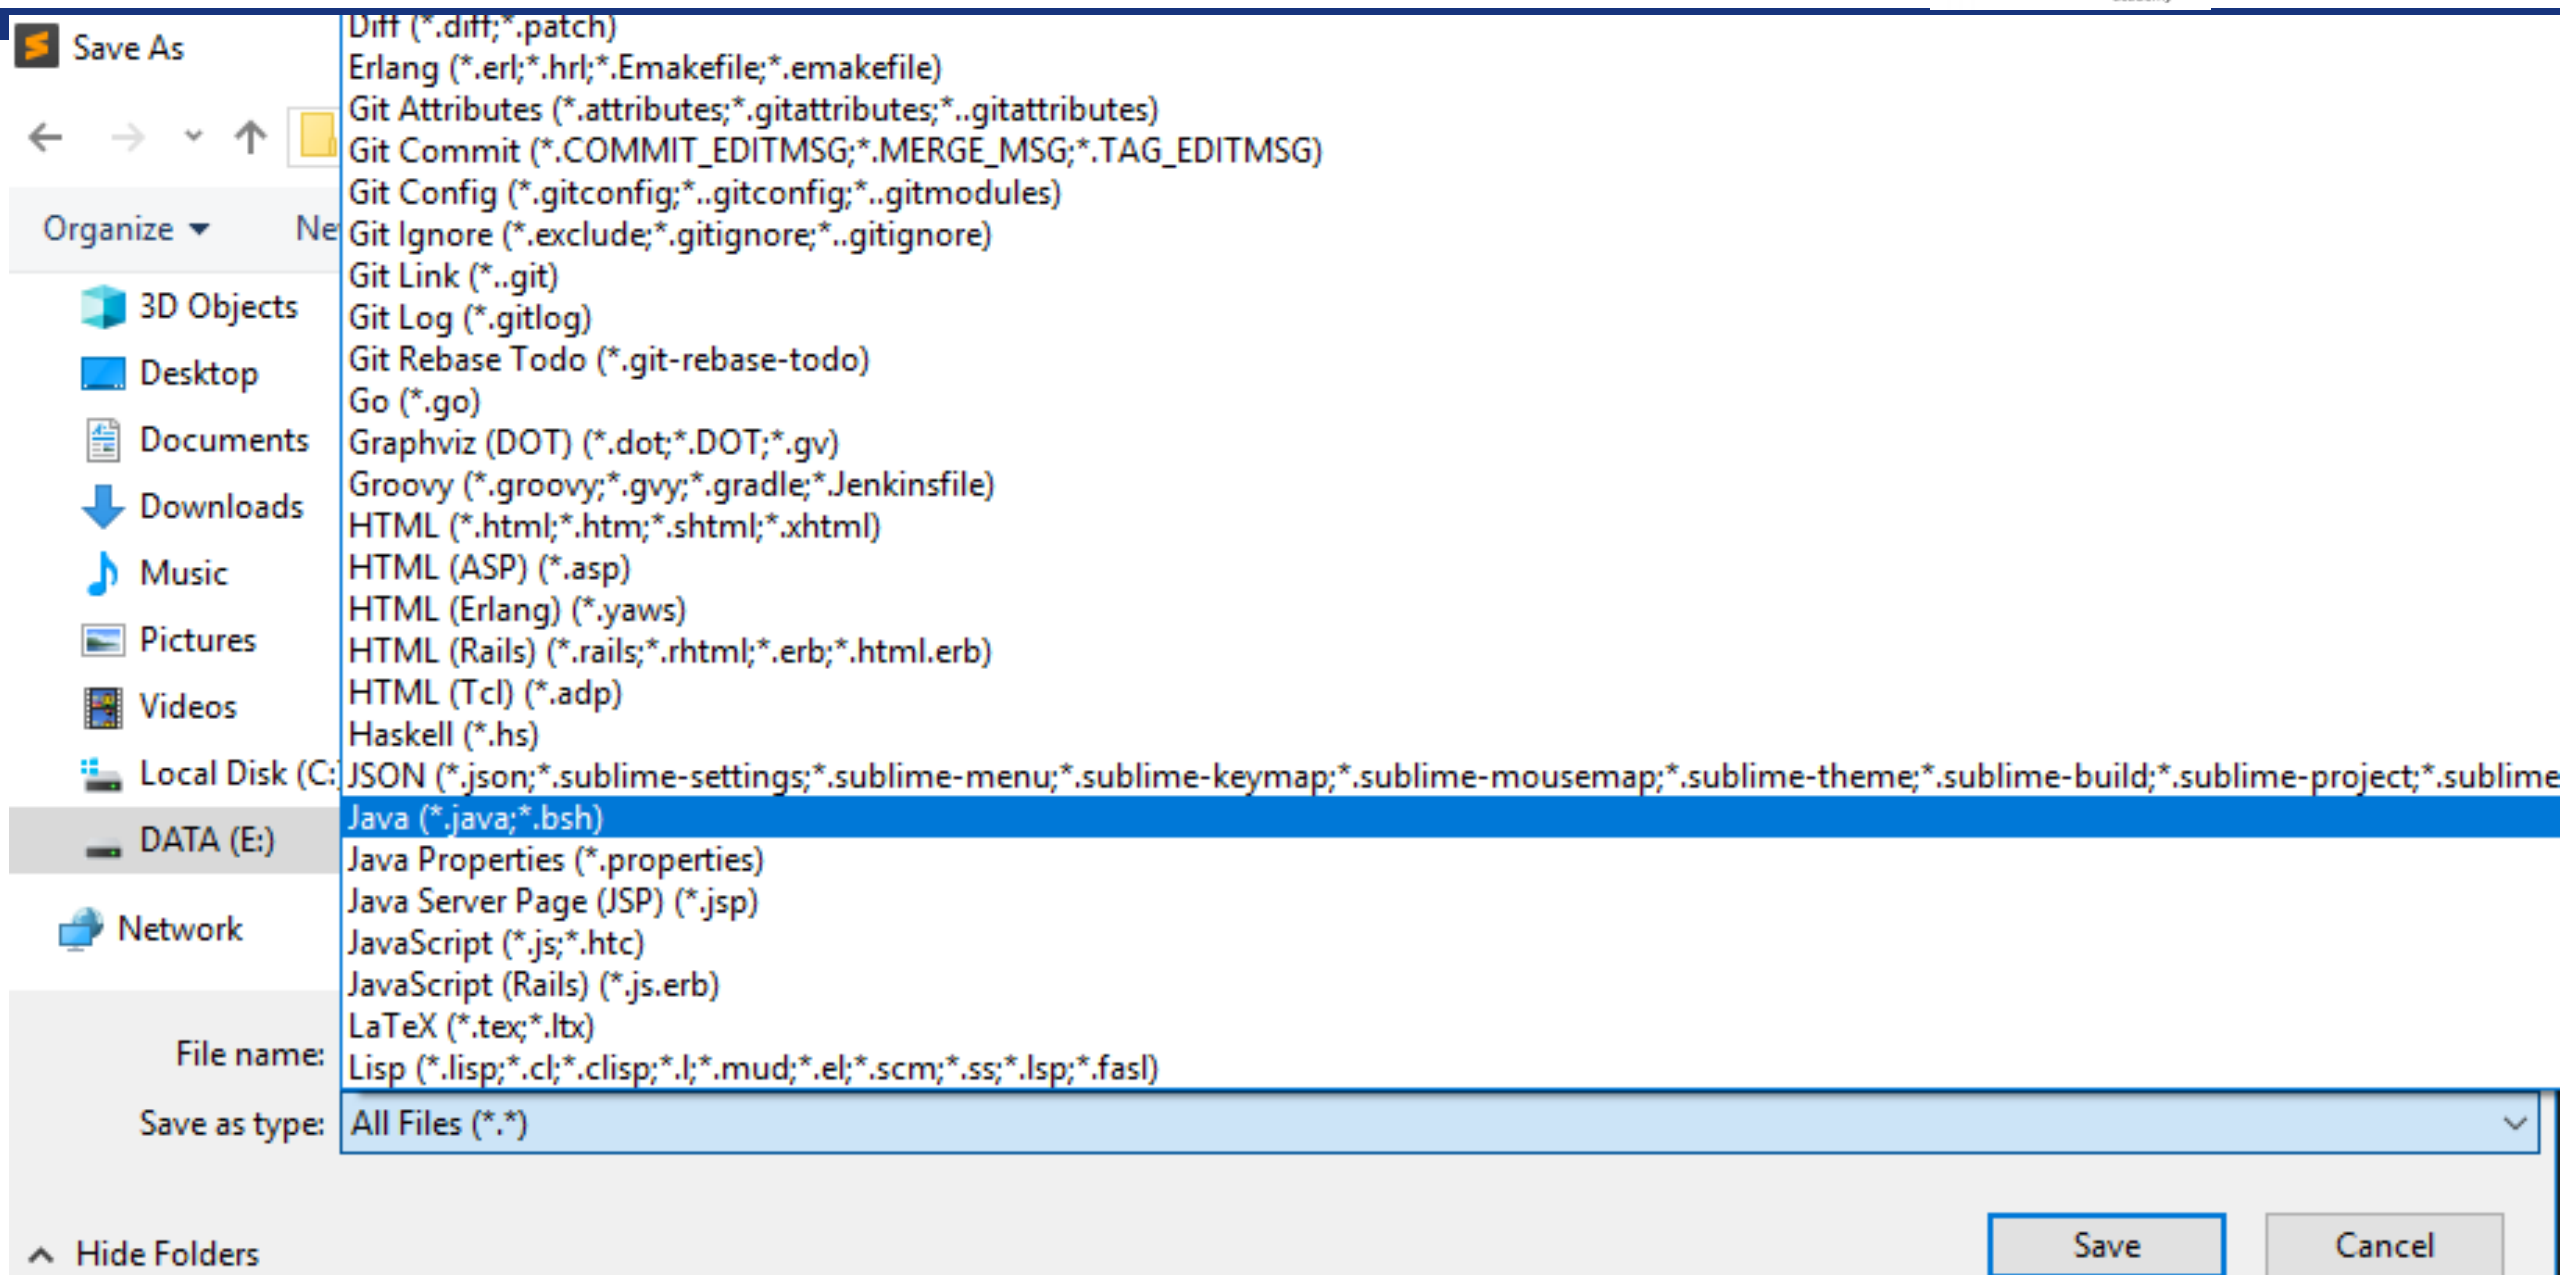 Save As
Organize
Ne
3D Objects
Desktop
Documents
Downloads
Music
Pictures
Videos
Local Disk (C:
DATA (E:)
Network
Diff (*.diff;*.patch)
Erlang (*.erl;*.hrl;*.Emakefile;*.emakefile)
Git Attributes (*.attributes;*.gitattributes;*..gitattributes)
Git Commit (*.COMMIT_EDITMSG;*.MERGE_MSG;*.TAG_EDITMSG)
Git Config (*.gitconfig;*..gitconfig;*..gitmodules)
Git Ignore (*.exclude;*.gitignore;*..gitignore)
Git Link (*..git)
Git Log (*.gitlog)
Git Rebase Todo (*.git-rebase-todo)
Go (*.go)
Graphviz (DOT) (*.dot;*.DOT;*.gv)
Groovy (*.groovy;*.gvy;*.gradle;*.Jenkinsfile)
HTML (*.html;*.htm;*.shtml;*.xhtml)
HTML (ASP) (*.asp)
HTML (Erlang) (*.yaws)
HTML (Rails) (*.rails;*.rhtml;*.erb;*.html.erb)
HTML (Tcl) (*.adp)
Haskell (*.hs)
JSON (*.json;*.sublime-settings;*.sublime-menu;*.sublime-keymap;*.sublime-mousemap;*.sublime-theme;*.sublime-build;*.sublime-project;*.sublime
Java (*.java;*.bsh)
Java Properties (*.properties)
Java Server Page (JSP) (*.jsp)
JavaScript (*.js;*.htc)
JavaScript (Rails) (*.js.erb)
LaTeX (*.tex;*.ltx)
Lisp (*.lisp;*.cl;*.clisp;*.l;*.mud;*.el;*.scm;*.ss;*.lsp;*.fasl)
File name:
Save as type: All Files (*.*)
Hide Folders
Save
Cancel